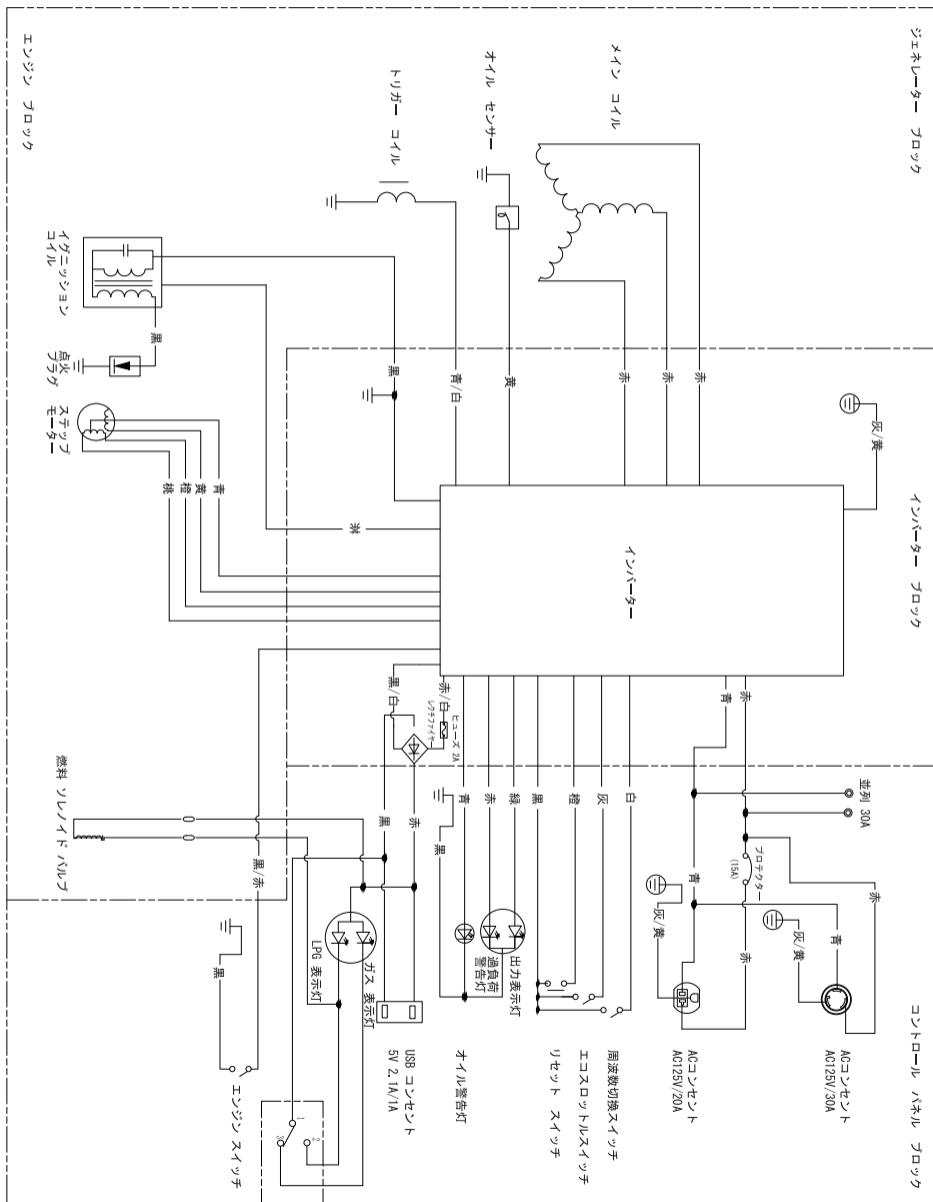 ジェネレーター ブロック
インバーター ブロック
コントロール パネル ブロック
メイン コイル
赤
赤
赤
灰/黄
オイル センサー
黄
トリガー コイル
青/白
黒
イグニッション
コイル
黒
点火
プラグ
ステップ
モーター
青
黄
橙
桃
エンジン ブロック
インバーター
赤
青
並列 30A
プロテクター
(15A)
赤
青
灰/黄
ACコンセント
AC125V/30A
赤
青
灰/黄
ACコンセント
AC125V/20A
白
灰
橙
黒
周波数切換スイッチ
エコスロットルスイッチ
リセット スイッチ
緑
赤
青
黒
出力表示灯
過負荷
警告灯
オイル警告灯
赤/白
ヒューズ 2A
レクチファイヤー
黒/白
赤
黒
USB コンセント
5V 2.1A/1A
ガス 表示灯
LPG 表示灯
燃料 ソレノイド バルブ
黒/赤
黒
エンジン スイッチ
1
2
3